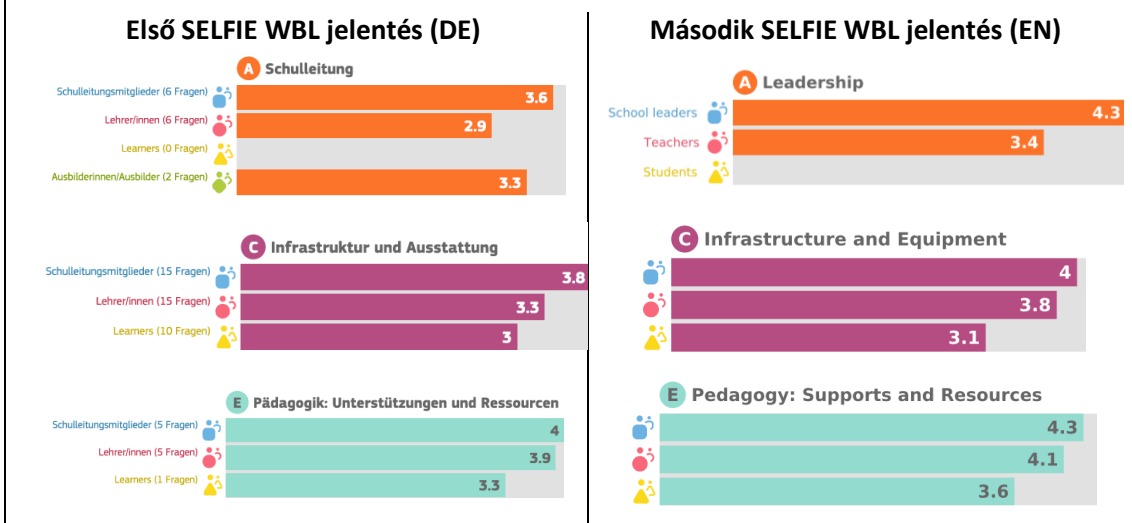 Első SELFIE WBL jelentés (DE)
A Schulleitung
Schulleitungsmitglieder (6 Fragen) 3.6
Lehrer/innen (6 Fragen) 2.9
Learners (0 Fragen)
Ausbilderinnen/Ausbilder (2 Fragen) 3.3
C Infrastruktur und Ausstattung
Schulleitungsmitglieder (15 Fragen) 3.8
Lehrer/innen (15 Fragen) 3.3
Learners (10 Fragen) 3
E Pädagogik: Unterstützungen und Ressourcen
Schulleitungsmitglieder (5 Fragen) 4
Lehrer/innen (5 Fragen) 3.9
Learners (1 Fragen) 3.3
Második SELFIE WBL jelentés (EN)
A Leadership
School leaders 4.3
Teachers 3.4
Students
C Infrastructure and Equipment
4
3.8
3.1
E Pedagogy: Supports and Resources
4.3
4.1
3.6